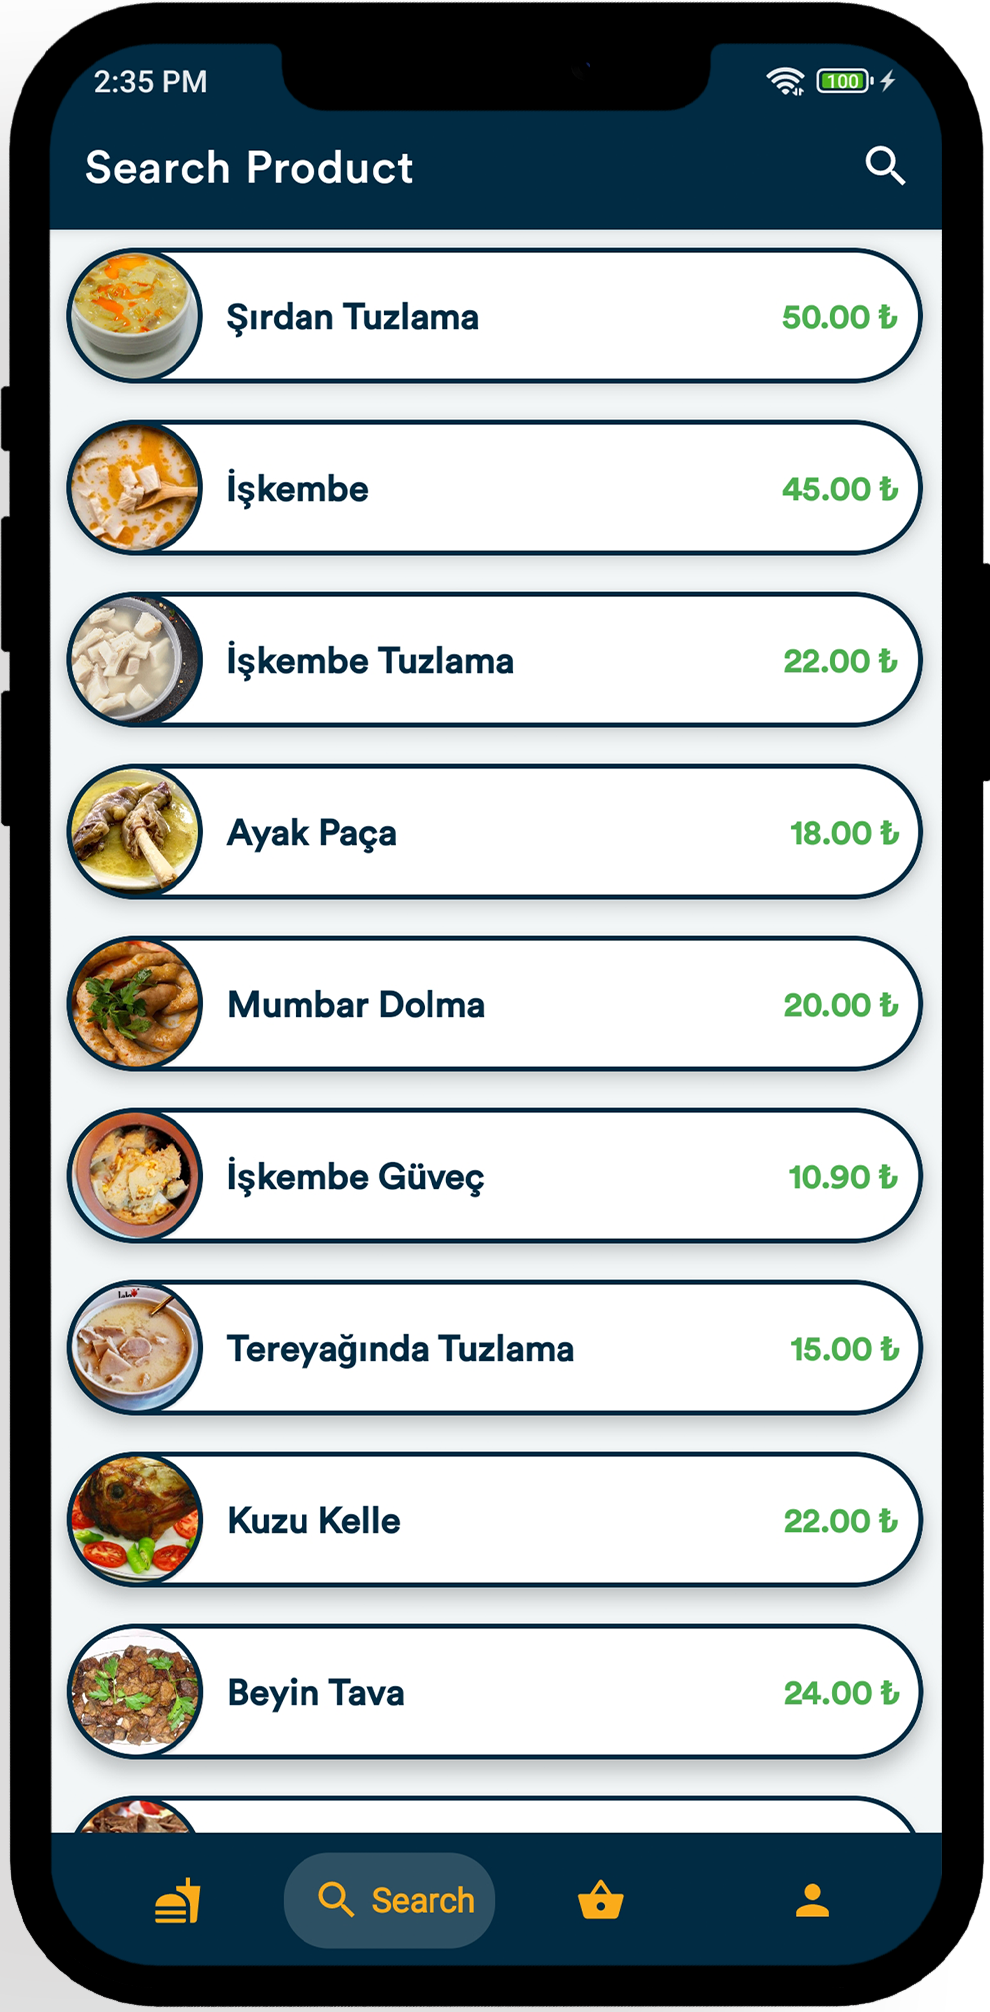 2:35 PM
100
Search Product
Şırdan Tuzlama
50.00 ₺
İşkembe
45.00 ₺
İşkembe Tuzlama
22.00 ₺
Ayak Paça
18.00 ₺
Mumbar Dolma
20.00 ₺
İşkembe Güveç
10.90 ₺
Tereyağında Tuzlama
15.00 ₺
Kuzu Kelle
22.00 ₺
Beyin Tava
24.00 ₺
Search